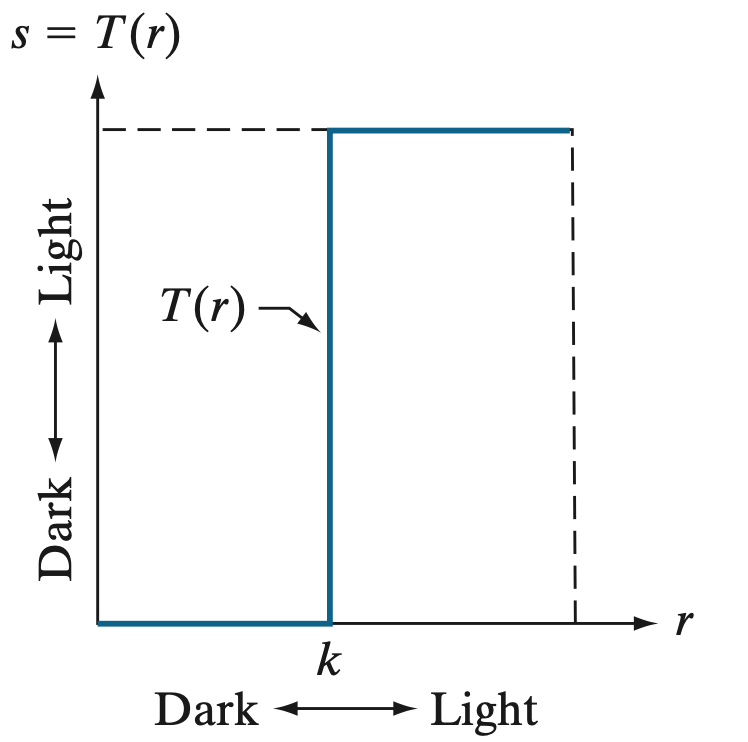 s = T(r)
Light
Dark
T(r)
r
k
Dark
Light